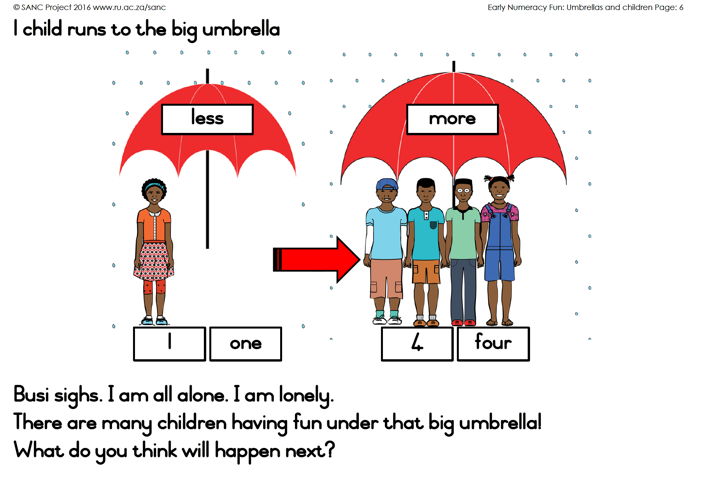 © SANC Project 2016 www.ru.ac.za/sanc
Early Numeracy Fun: Umbrellas and children Page: 6
1 child runs to the big umbrella
less
more
1 one
4 four
Busi sighs. I am all alone. I am lonely.
There are many children having fun under that big umbrella!
What do you think will happen next?